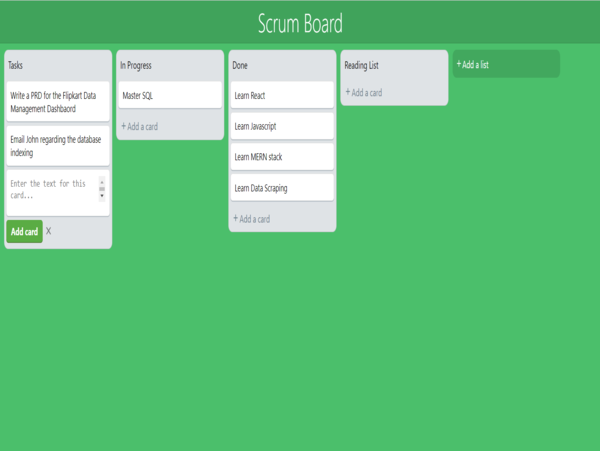 Scrum Board
Tasks
Write a PRD for the Flipkart Data
Management Dashbaord
Email John regarding the database
indexing
Enter the text for this
card...
Add card X
In Progress
Master SQL
+ Add a card
Done
Learn React
Learn Javascript
Learn MERN stack
Learn Data Scraping
+ Add a card
Reading List
+ Add a card
+ Add a list